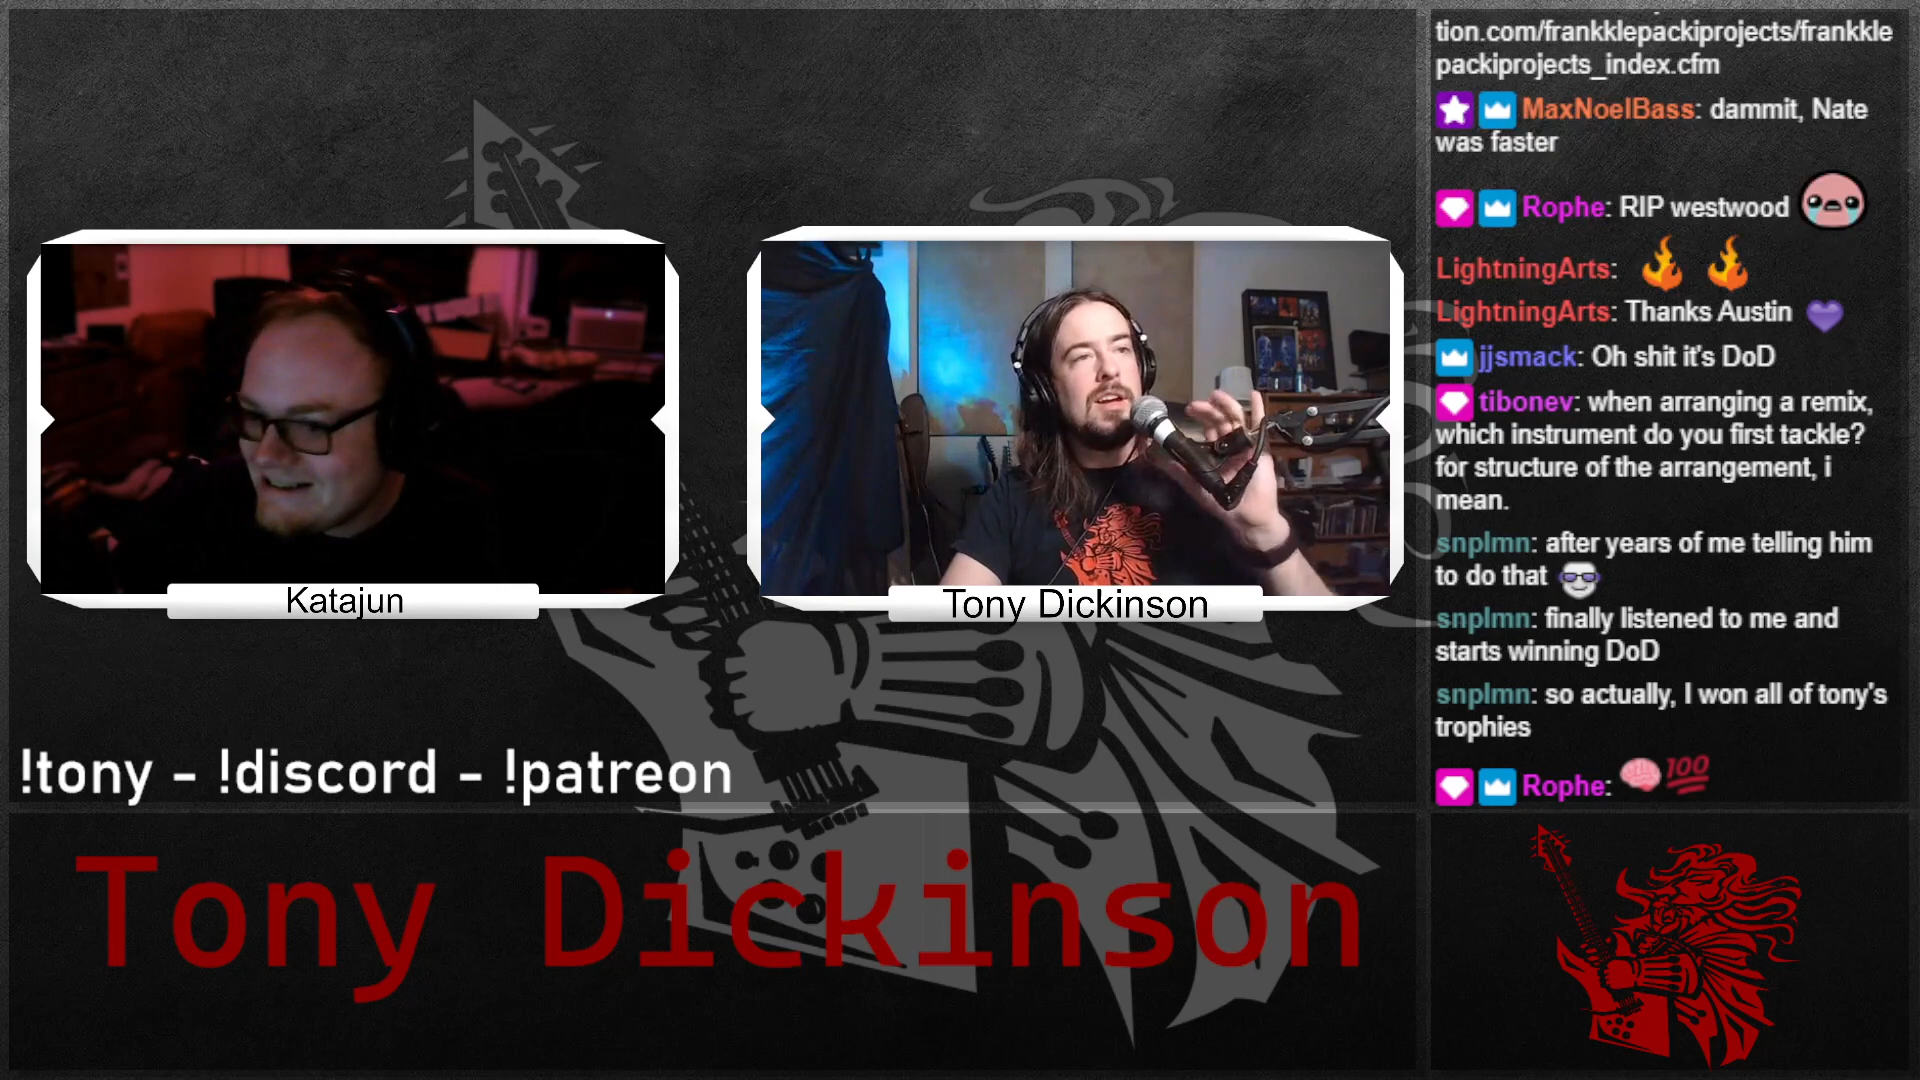 Katajun
Tony Dickinson
!tony - !discord - !patreon
Tony Dickinson
tion.com/frankklepackiprojects/frankkle
packiprojects_index.cfm
MaxNoelBass: dammit, Nate
was faster
Rophe: RIP westwood
LightningArts:
LightningArts: Thanks Austin
jjsmack: Oh shit it's DoD
tibonev: when arranging a remix,
which instrument do you first tackle?
for structure of the arrangement, i
mean.
snplmn: after years of me telling him
to do that
snplmn: finally listened to me and
starts winning DoD
snplmn: so actually, I won all of tony's
trophies
Rophe: 100